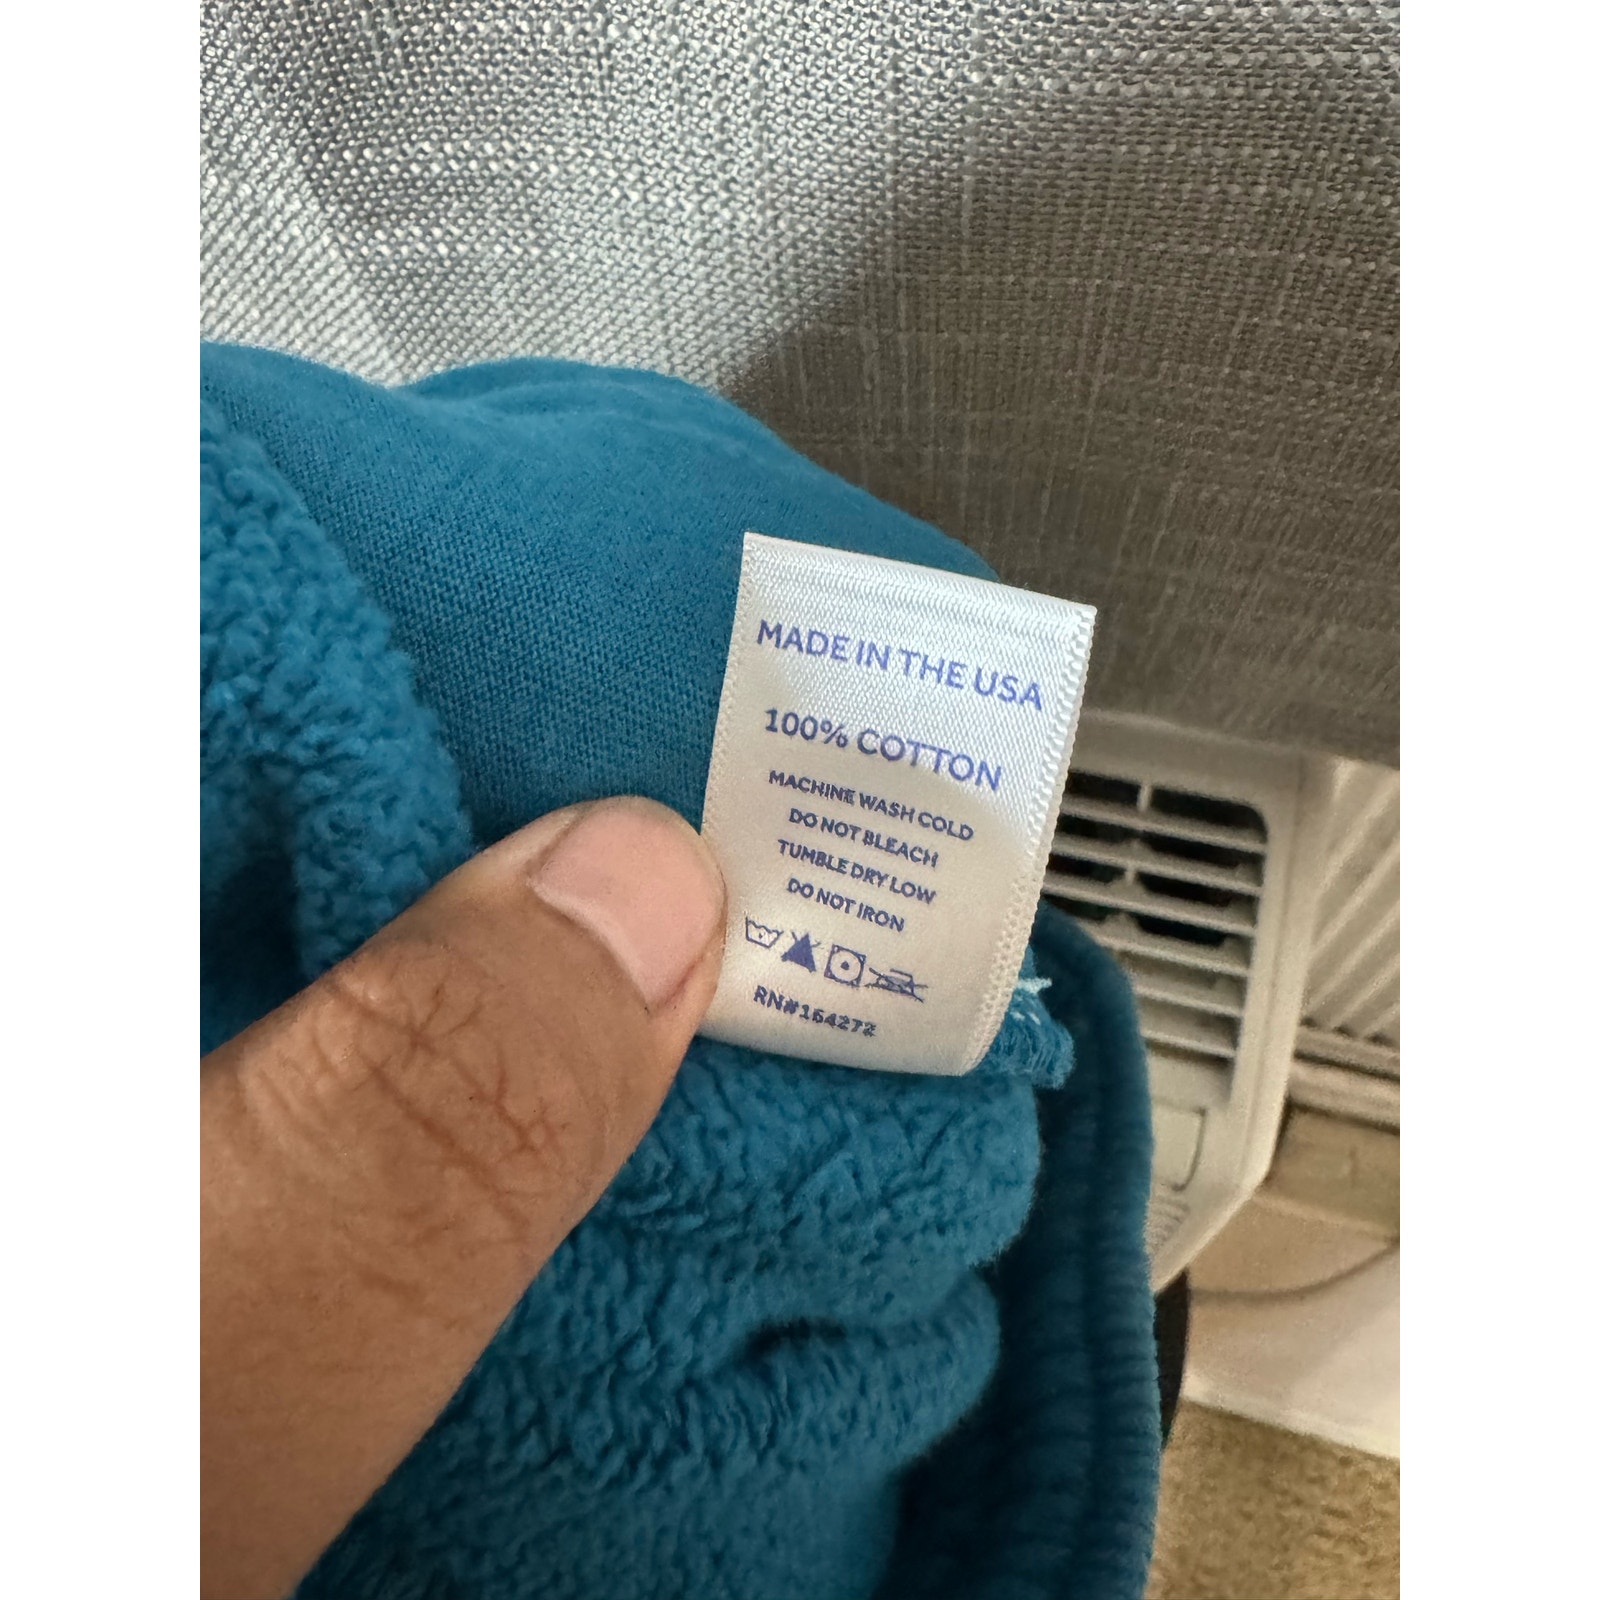 MADE IN THE USA
100% COTTON
MACHINE WASH COLD
DO NOT BLEACH
TUMBLE DRY LOW
DO NOT IRON
RN#164272